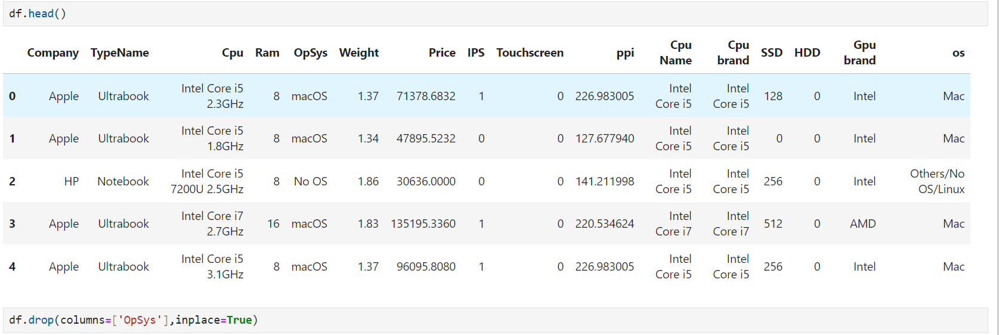 df.head()
Company TypeName Cpu Ram OpSys Weight Price IPS Touchscreen ppi Cpu Name Cpu brand SSD HDD Gpu brand os
0 Apple Ultrabook Intel Core i5 2.3GHz 8 macOS 1.37 71378.6832 1 0 226.983005 Intel Core i5 Intel Core i5 128 0 Intel Mac
1 Apple Ultrabook Intel Core i5 1.8GHz 8 macOS 1.34 47895.5232 0 0 127.677940 Intel Core i5 Intel Core i5 0 0 Intel Mac
2 HP Notebook Intel Core i5 7200U 2.5GHz 8 No OS 1.86 30636.0000 0 0 141.211998 Intel Core i5 Intel Core i5 256 0 Intel Others/No OS/Linux
3 Apple Ultrabook Intel Core i7 2.7GHz 16 macOS 1.83 135195.3360 1 0 220.534624 Intel Core i7 Intel Core i7 512 0 AMD Mac
4 Apple Ultrabook Intel Core i5 3.1GHz 8 macOS 1.37 96095.8080 1 0 226.983005 Intel Core i5 Intel Core i5 256 0 Intel Mac
df.drop(columns=['OpSys'],inplace=True)